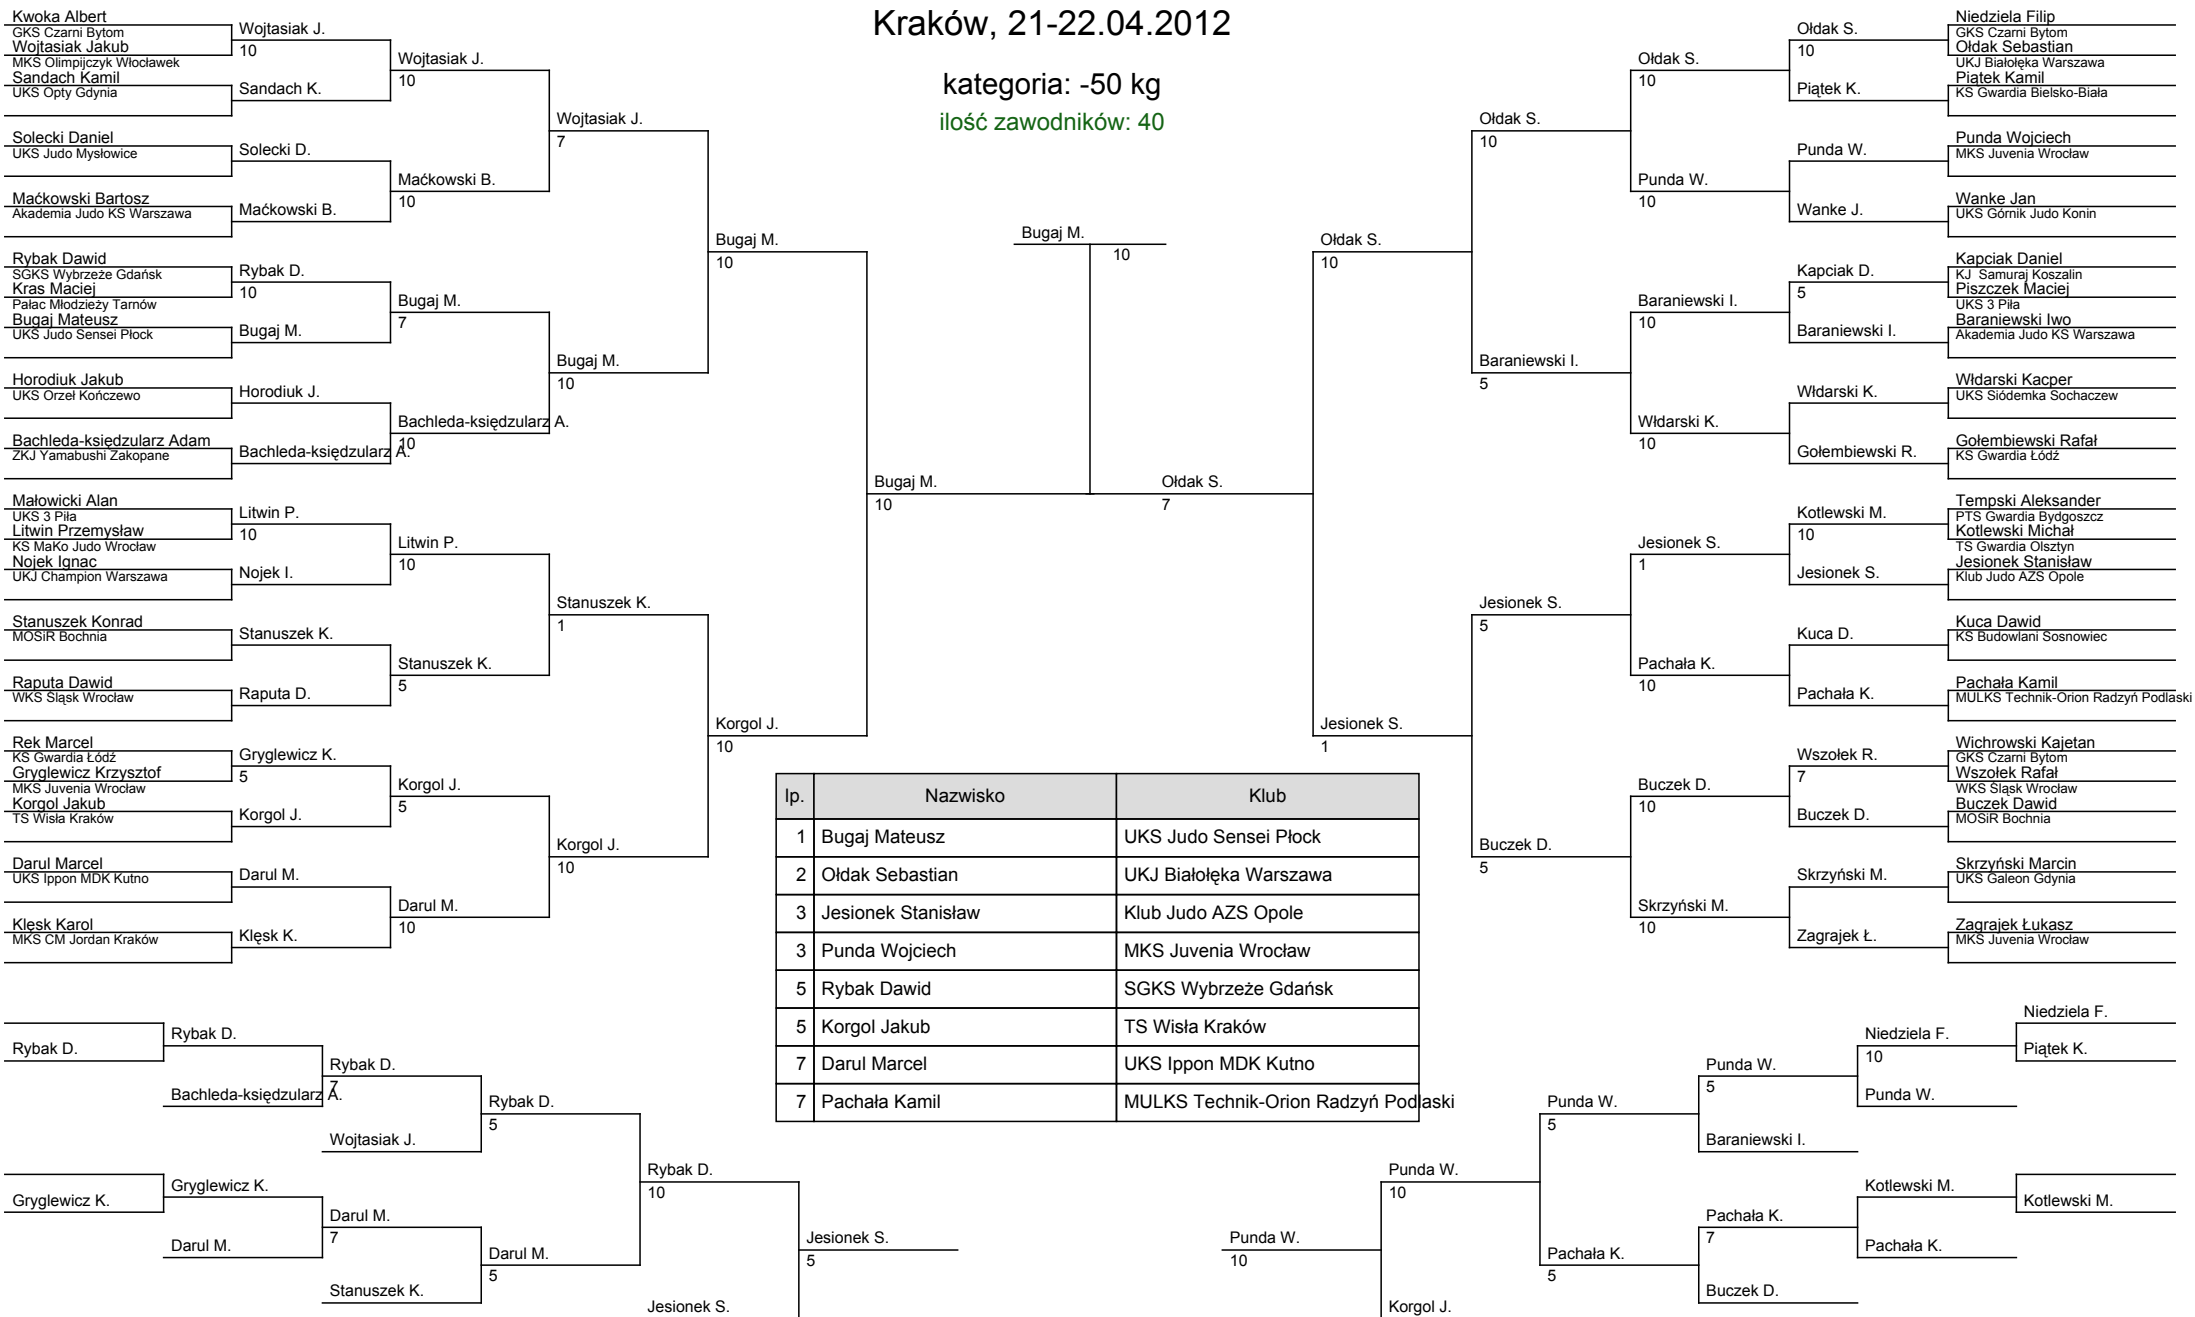 Kraków, 21-22.04.2012
kategoria: -50 kg
ilość zawodników: 40
Kwoka Albert
GKS Czarni Bytom
Wojtasiak Jakub
MKS Olimpijczyk Włocławek
Sandach Kamil
UKS Opty Gdynia
Solecki Daniel
UKS Judo Mysłowice
Maćkowski Bartosz
Akademia Judo KS Warszawa
Rybak Dawid
SGKS Wybrzeże Gdańsk
Kras Maciej
Pałac Młodzieży Tarnów
Bugaj Mateusz
UKS Judo Sensei Płock
Horodiuk Jakub
UKS Orzeł Kończewo
Bachleda-księdzularz Adam
ZKJ Yamabushi Zakopane
Małowicki Alan
UKS 3 Piła
Litwin Przemysław
KS MaKo Judo Wrocław
Nojek Ignac
UKJ Champion Warszawa
Stanuszek Konrad
MOSiR Bochnia
Raputa Dawid
WKS Śląsk Wrocław
Rek Marcel
KS Gwardia Łódź
Gryglewicz Krzysztof
MKS Juvenia Wrocław
Korgol Jakub
TS Wisła Kraków
Darul Marcel
UKS Ippon MDK Kutno
Klęsk Karol
MKS CM Jordan Kraków
Wojtasiak J.
10
Sandach K.
Solecki D.
Maćkowski B.
Rybak D.
10
Bugaj M.
Horodiuk J.
Bachleda-księdzularz A.
Litwin P.
10
Nojek I.
Stanuszek K.
Raputa D.
Gryglewicz K.
5
Korgol J.
Darul M.
Klęsk K.
Wojtasiak J.
10
Maćkowski B.
10
Bugaj M.
7
Bachleda-księdzularz A.
10
Litwin P.
10
Stanuszek K.
5
Korgol J.
5
Darul M.
10
Wojtasiak J.
7
Bugaj M.
10
Stanuszek K.
1
Korgol J.
10
Bugaj M.
10
Korgol J.
10
Bugaj M.
10
Bugaj M.
10
Ołdak S.
7
Ołdak S.
10
Jesionek S.
1
Ołdak S.
10
Baraniewski I.
5
Jesionek S.
5
Buczek D.
5
Ołdak S.
10
Punda W.
10
Baraniewski I.
10
Włdarski K.
10
Jesionek S.
1
Pachała K.
10
Buczek D.
10
Skrzyński M.
10
Ołdak S.
10
Piątek K.
Punda W.
Wanke J.
Kapciak D.
5
Baraniewski I.
Włdarski K.
Gołembiewski R.
Kotlewski M.
10
Jesionek S.
Kuca D.
Pachała K.
Wszołek R.
7
Buczek D.
Skrzyński M.
Zagrajek Ł.
Niedziela Filip
GKS Czarni Bytom
Ołdak Sebastian
UKJ Białołęka Warszawa
Piątek Kamil
KS Gwardia Bielsko-Biała
Punda Wojciech
MKS Juvenia Wrocław
Wanke Jan
UKS Górnik Judo Konin
Kapciak Daniel
KJ Samuraj Koszalin
Piszczek Maciej
UKS 3 Piła
Baraniewski Iwo
Akademia Judo KS Warszawa
Włdarski Kacper
UKS Siódemka Sochaczew
Gołembiewski Rafał
KS Gwardia Łódź
Tempski Aleksander
PTS Gwardia Bydgoszcz
Kotlewski Michał
TS Gwardia Olsztyn
Jesionek Stanisław
Klub Judo AZS Opole
Kuca Dawid
KS Budowlani Sosnowiec
Pachała Kamil
MULKS Technik-Orion Radzyń Podlaski
Wichrowski Kajetan
GKS Czarni Bytom
Wszołek Rafał
WKS Śląsk Wrocław
Buczek Dawid
MOSiR Bochnia
Skrzyński Marcin
UKS Galeon Gdynia
Zagrajek Łukasz
MKS Juvenia Wrocław
lp. Nazwisko Klub
1 Bugaj Mateusz UKS Judo Sensei Płock
2 Ołdak Sebastian UKJ Białołęka Warszawa
3 Jesionek Stanisław Klub Judo AZS Opole
3 Punda Wojciech MKS Juvenia Wrocław
5 Rybak Dawid SGKS Wybrzeże Gdańsk
5 Korgol Jakub TS Wisła Kraków
7 Darul Marcel UKS Ippon MDK Kutno
7 Pachała Kamil MULKS Technik-Orion Radzyń Podlaski
Rybak D.
Gryglewicz K.
Rybak D.
Bachleda-księdzularz A.
Gryglewicz K.
Darul M.
Rybak D.
7
Wojtasiak J.
Darul M.
7
Stanuszek K.
Rybak D.
5
Darul M.
5
Rybak D.
10
Jesionek S.
Jesionek S.
5
Punda W.
10
Punda W.
10
Korgol J.
Punda W.
5
Pachała K.
5
Punda W.
5
Baraniewski I.
Pachała K.
7
Buczek D.
Niedziela F.
10
Punda W.
Kotlewski M.
Pachała K.
Niedziela F.
Piątek K.
Kotlewski M.